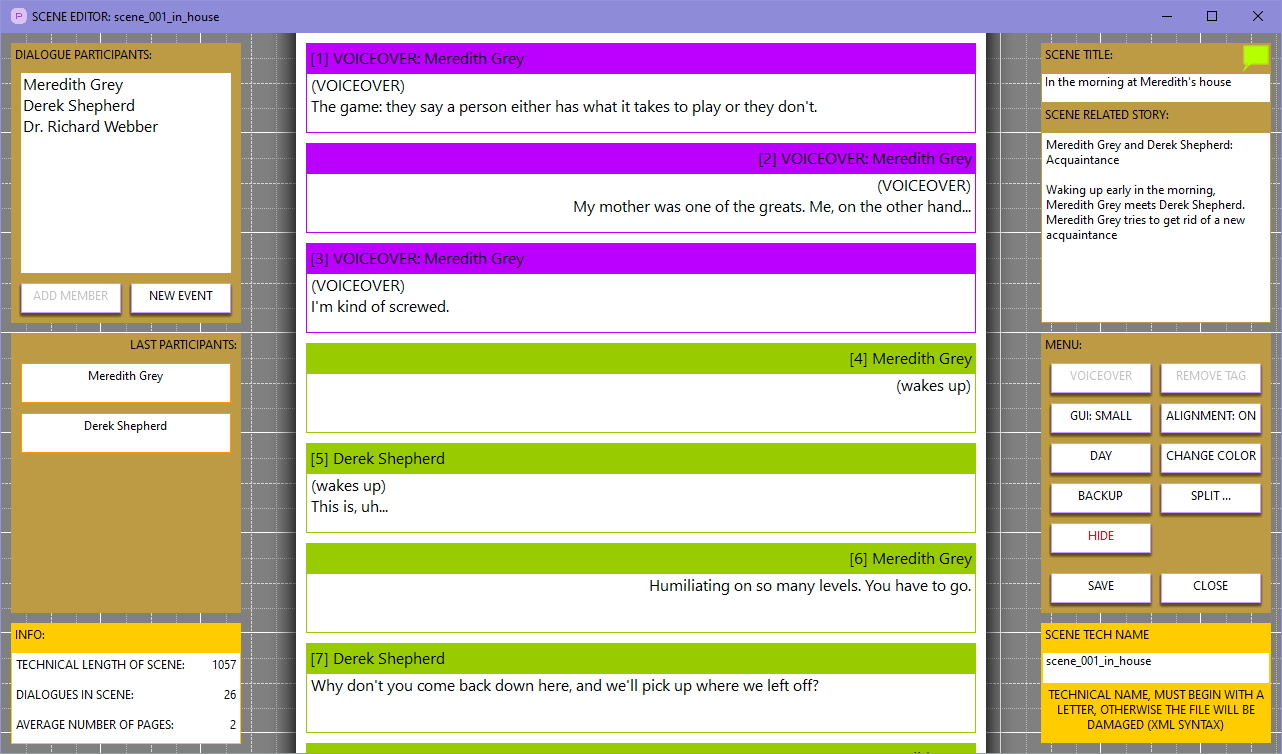 P SCENE EDITOR: scene_001_in_house
DIALOGUE PARTICIPANTS:
Meredith Grey
Derek Shepherd
Dr. Richard Webber
ADD MEMBER NEW EVENT
LAST PARTICIPANTS:
Meredith Grey
Derek Shepherd
INFO:
TECHNICAL LENGTH OF SCENE: 1057
DIALOGUES IN SCENE: 26
AVERAGE NUMBER OF PAGES: 2
[1] VOICEOVER: Meredith Grey
(VOICEOVER)
The game: they say a person either has what it takes to play or they don't.
[2] VOICEOVER: Meredith Grey
(VOICEOVER)
My mother was one of the greats. Me, on the other hand...
[3] VOICEOVER: Meredith Grey
(VOICEOVER)
I'm kind of screwed.
[4] Meredith Grey
(wakes up)
[5] Derek Shepherd
(wakes up)
This is, uh...
[6] Meredith Grey
Humiliating on so many levels. You have to go.
[7] Derek Shepherd
Why don't you come back down here, and we'll pick up where we left off?
SCENE TITLE:
In the morning at Meredith's house
SCENE RELATED STORY:
Meredith Grey and Derek Shepherd:
Acquaintance
Waking up early in the morning,
Meredith Grey meets Derek Shepherd.
Meredith Grey tries to get rid of a new
acquaintance
MENU:
VOICEOVER REMOVE TAG
GUI: SMALL ALIGNMENT: ON
DAY CHANGE COLOR
BACKUP SPLIT ...
HIDE
SAVE CLOSE
SCENE TECH NAME
scene_001_in_house
TECHNICAL NAME, MUST BEGIN WITH A
LETTER, OTHERWISE THE FILE WILL BE
DAMAGED (XML SYNTAX)